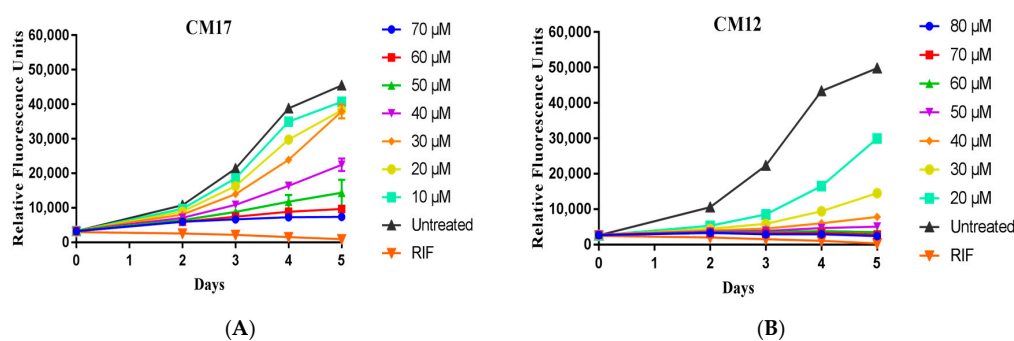 CM17
Relative Fluorescence Units
60,000
50,000
40,000
30,000
20,000
10,000
0
0 1 2 3 4 5
Days
70 µM
60 µM
50 µM
40 µM
30 µM
20 µM
10 µM
Untreated
RIF
(A)
CM12
Relative Fluorescence Units
60,000
50,000
40,000
30,000
20,000
10,000
0
0 1 2 3 4 5
Days
80 µM
70 µM
60 µM
50 µM
40 µM
30 µM
20 µM
Untreated
RIF
(B)